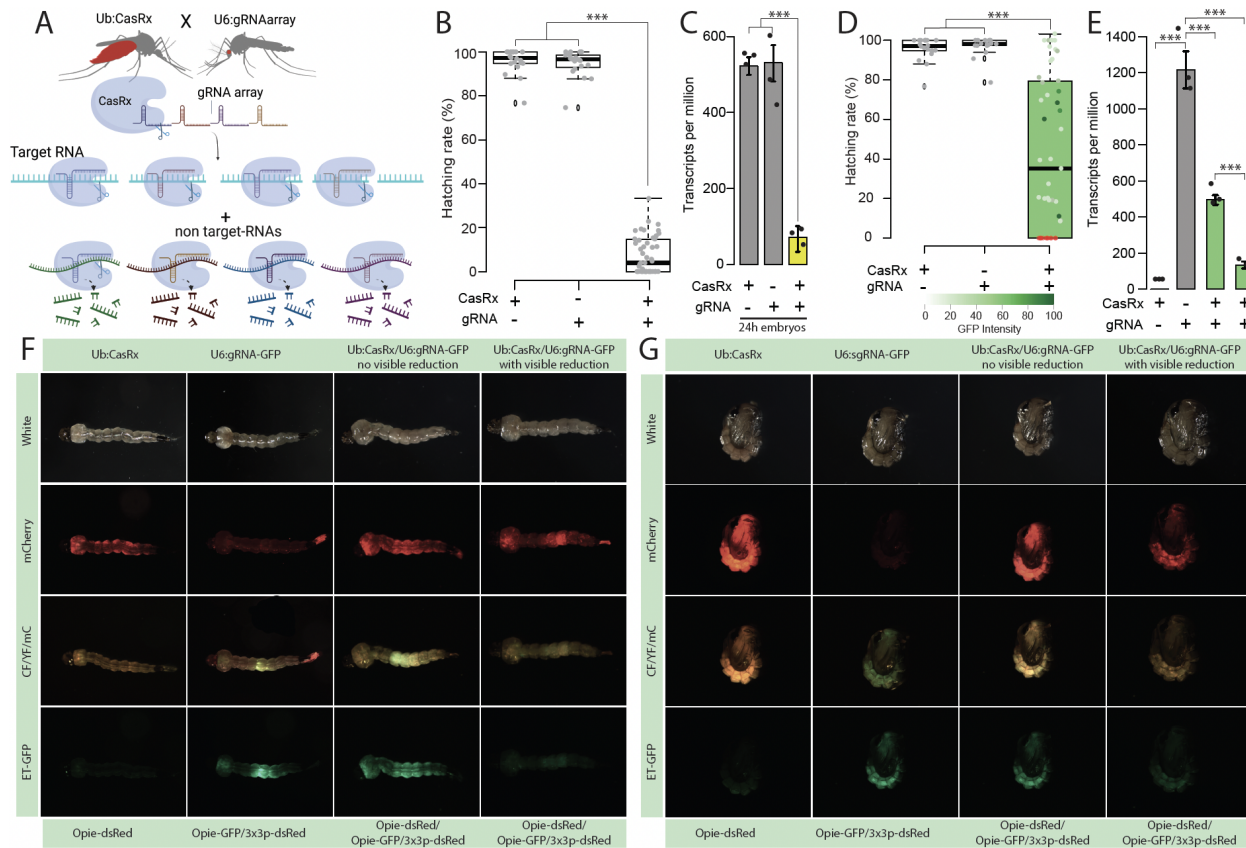 A
Ub:CasRx X U6:gRNAarray
CasRx
gRNA array
Target RNA
+
non target-RNAs
B
***
Hatching rate (%)
100
80
60
40
20
0
CasRx + - +
gRNA - + +
C
***
Transcripts per million
600
400
200
0
CasRx + - +
gRNA - + +
24h embryos
D
***
Hatching rate (%)
100
80
60
40
20
0
CasRx + - +
gRNA - + +
0 20 40 60 80 100
GFP Intensity
E
***
*** ***
***
Transcripts per million
1400
1200
1000
800
600
400
200
0
CasRx + - + +
gRNA - + + +
F
Ub:CasRx
U6:gRNA-GFP
Ub:CasRx/U6:gRNA-GFP
no visible reduction
Ub:CasRx/U6:gRNA-GFP
with visible reduction
White
mCherry
CF/YF/mC
ET-GFP
Opie-dsRed
Opie-GFP/3x3p-dsRed
Opie-dsRed/
Opie-GFP/3x3p-dsRed
Opie-dsRed/
Opie-GFP/3x3p-dsRed
G
Ub:CasRx
U6:sgRNA-GFP
Ub:CasRx/U6:gRNA-GFP
no visible reduction
Ub:CasRx/U6:gRNA-GFP
with visible reduction
White
mCherry
CF/YF/mC
ET-GFP
Opie-dsRed
Opie-GFP/3x3p-dsRed
Opie-dsRed/
Opie-GFP/3x3p-dsRed
Opie-dsRed/
Opie-GFP/3x3p-dsRed